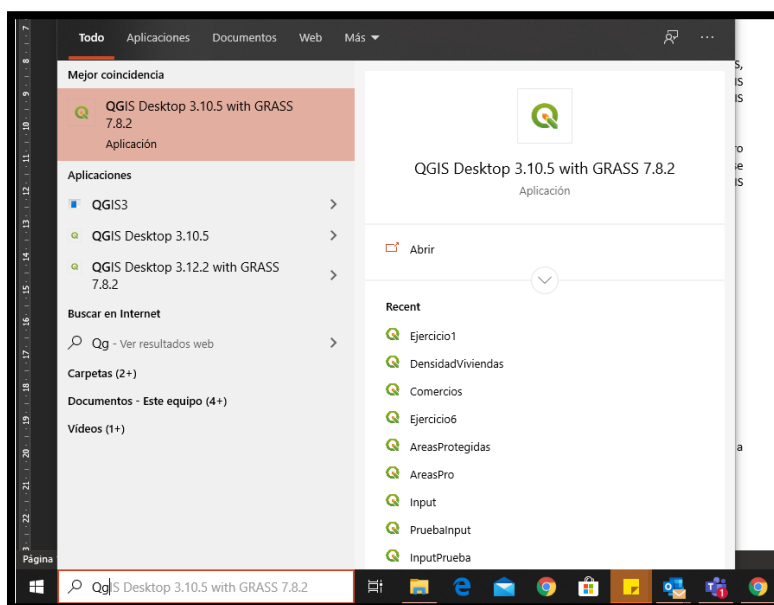 Todo Aplicaciones Documentos Web Más
Mejor coincidencia
QGIS Desktop 3.10.5 with GRASS
7.8.2
Aplicación
Aplicaciones
QGIS3
QGIS Desktop 3.10.5
QGIS Desktop 3.12.2 with GRASS
7.8.2
Buscar en Internet
Qg - Ver resultados web
Carpetas (2+)
Documentos - Este equipo (4+)
Vídeos (1+)
QGIS Desktop 3.10.5 with GRASS 7.8.2
Aplicación
Abrir
Recent
Ejercicio1
DensidadViviendas
Comercios
Ejercicio6
AreasProtegidas
AreasPro
Input
PruebaInput
InputPrueba
Página
QgIS Desktop 3.10.5 with GRASS 7.8.2